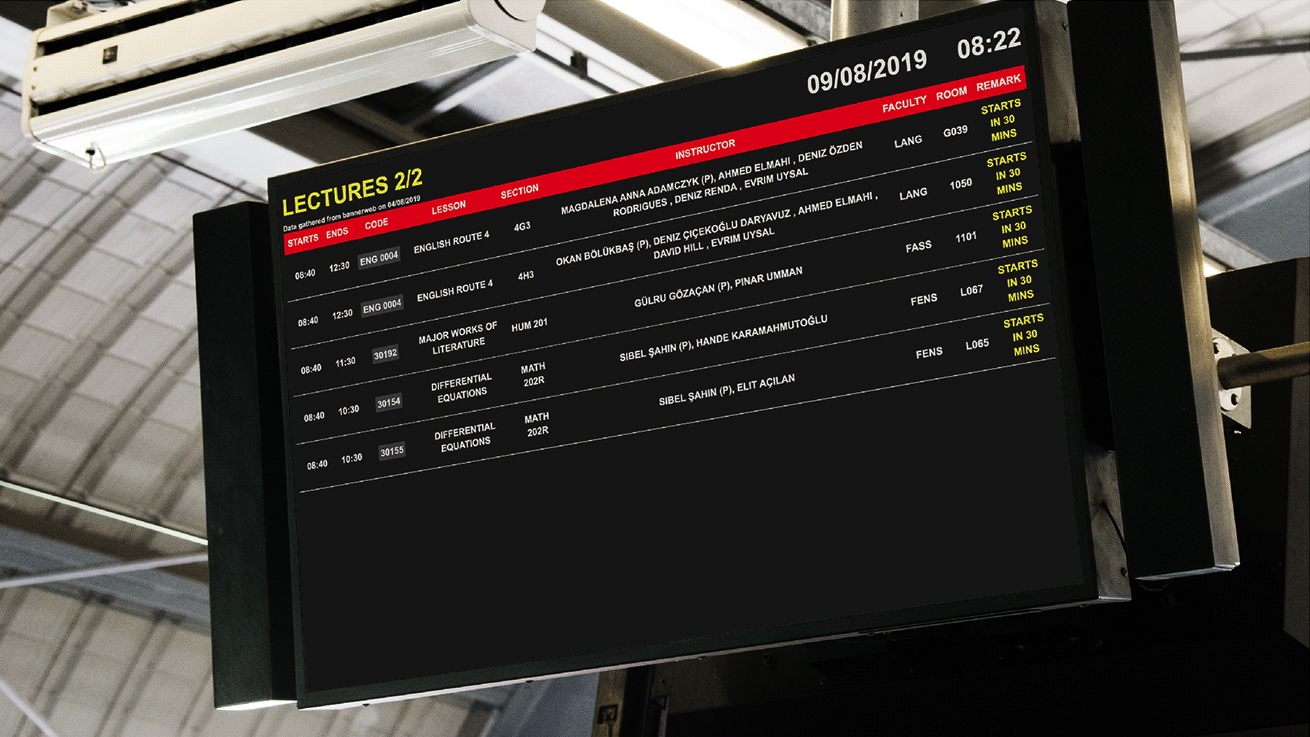 09/08/2019 08:22
LECTURES 2/2
Data gathered from bannerweb on 04/08/2019
STARTS ENDS CODE LESSON SECTION INSTRUCTOR FACULTY ROOM REMARK
08:40 12:30 ENG 0004 ENGLISH ROUTE 4 4G3 MAGDALENA ANNA ADAMCZYK (P), AHMED ELMAHI , DENIZ ÖZDEN LANG G039 STARTS
RODRIGUES , DENIZ RENDA , EVRIM UYSAL IN 30
MINS
08:40 12:30 ENG 0004 ENGLISH ROUTE 4 4H3 OKAN BÖLÜKBAŞ (P), DENIZ ÇIÇEKOĞLU DARYAVUZ , AHMED ELMAHI , LANG 1050 STARTS
DAVID HILL , EVRIM UYSAL IN 30
MINS
08:40 11:30 30192 MAJOR WORKS OF HUM 201 GÜLRU GÖZAÇAN (P), PINAR UMMAN FASS 1101 STARTS
LITERATURE IN 30
MINS
08:40 10:30 30154 DIFFERENTIAL MATH SIBEL ŞAHIN (P), HANDE KARAMAHMUTOĞLU FENS L067 STARTS
EQUATIONS 202R IN 30
MINS
08:40 10:30 30155 DIFFERENTIAL MATH SIBEL ŞAHIN (P), ELIT AÇILAN FENS L065 STARTS
EQUATIONS 202R IN 30
MINS